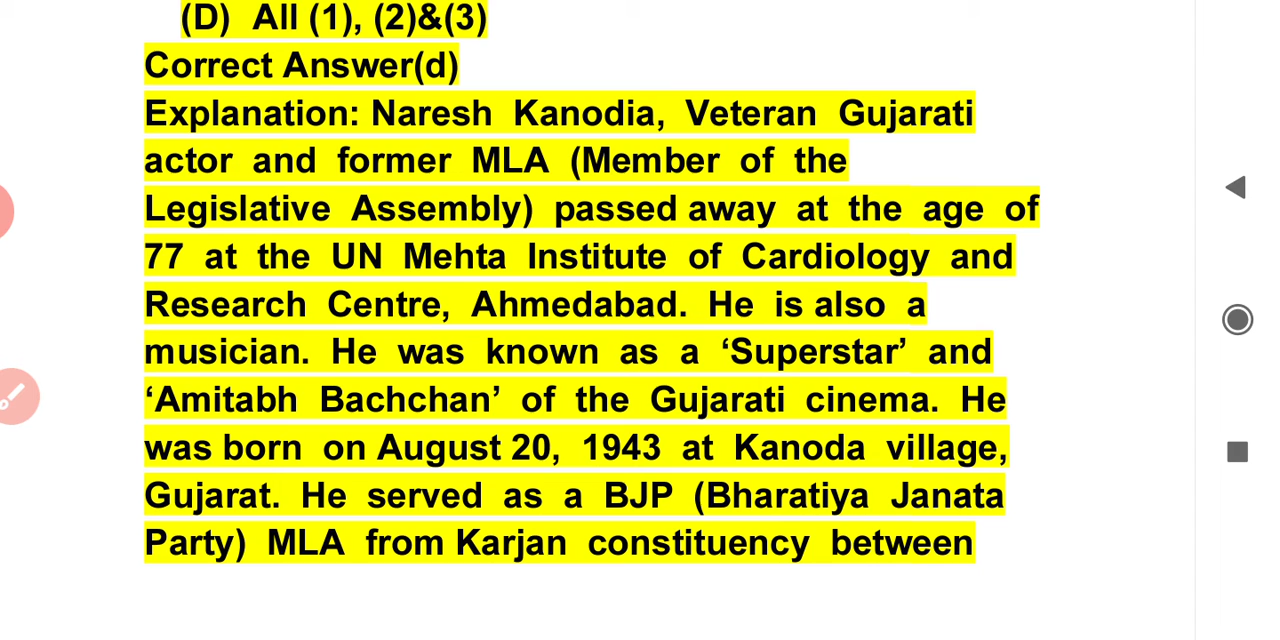 (D) All (1), (2)&(3)
Correct Answer(d)
Explanation: Naresh Kanodia, Veteran Gujarati
actor and former MLA (Member of the
Legislative Assembly) passed away at the age of
77 at the UN Mehta Institute of Cardiology and
Research Centre, Ahmedabad. He is also a
musician. He was known as a ‘Superstar’ and
‘Amitabh Bachchan’ of the Gujarati cinema. He
was born on August 20, 1943 at Kanoda village,
Gujarat. He served as a BJP (Bharatiya Janata
Party) MLA from Karjan constituency between